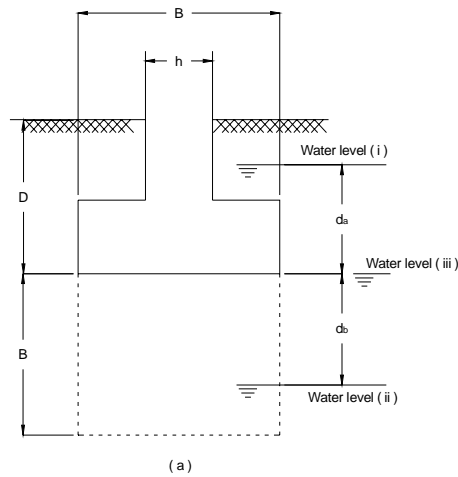 B
h
Water level ( i )
D
da
Water level ( iii )
B
db
Water level ( ii )
( a )